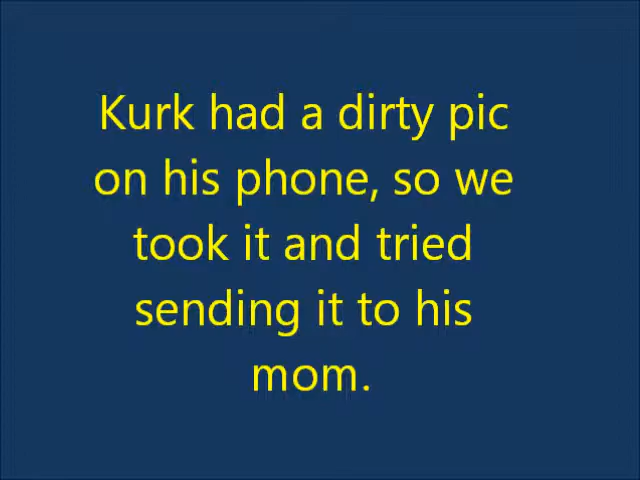 Kurk had a dirty pic
on his phone, so we
took it and tried
sending it to his
mom.